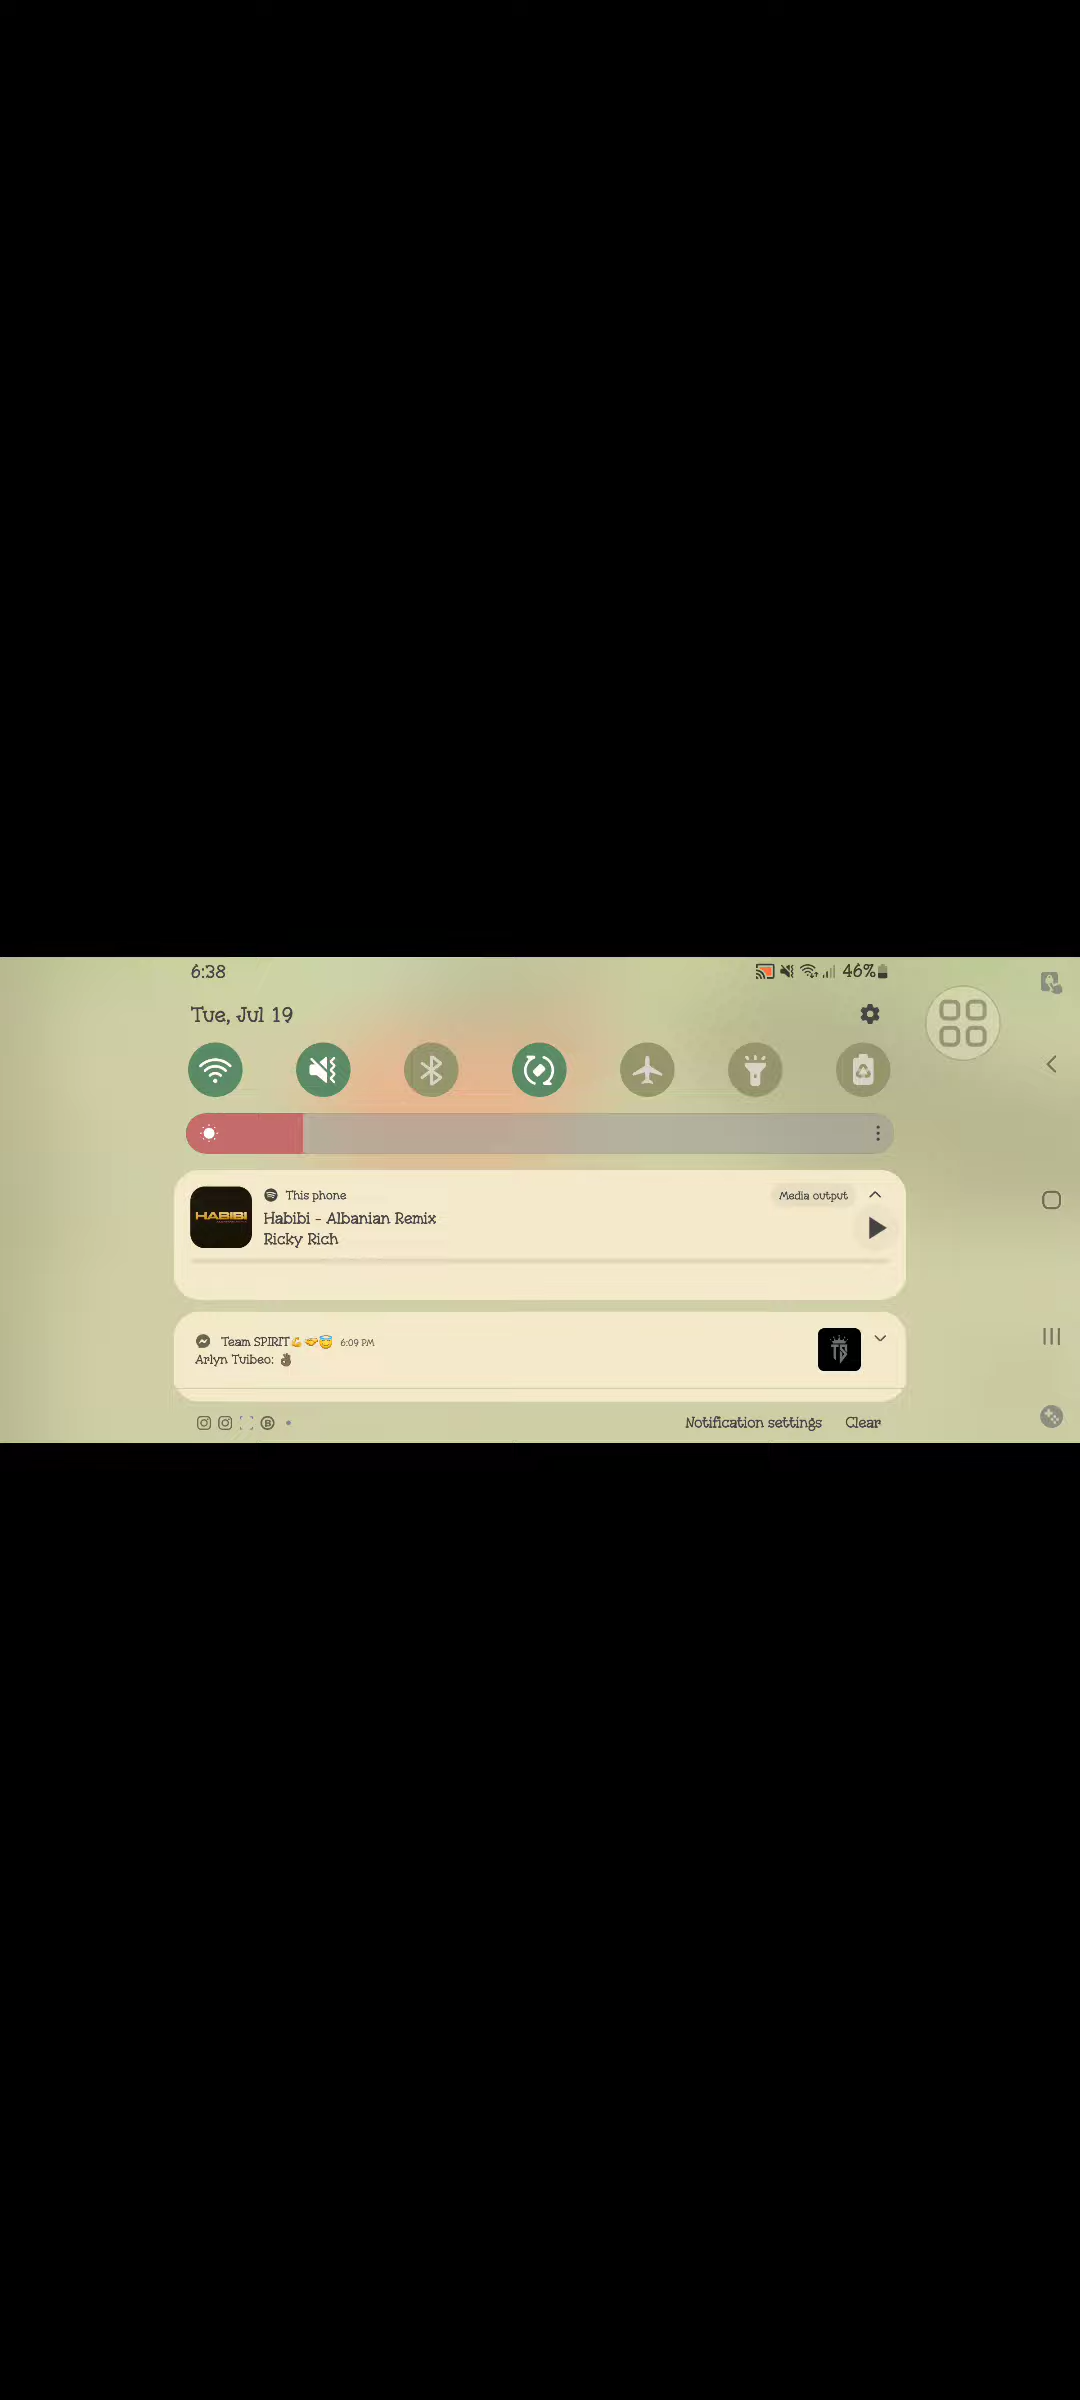 6:38
46%
Tue, Jul 19
HABIBI
This phone
Media output
Habibi - Albanian Remix
Ricky Rich
Team SPIRIT💪🤝😇 6:09 PM
TS
Arlyn Tuibeo: 👌🏿
Notification settings
Clear